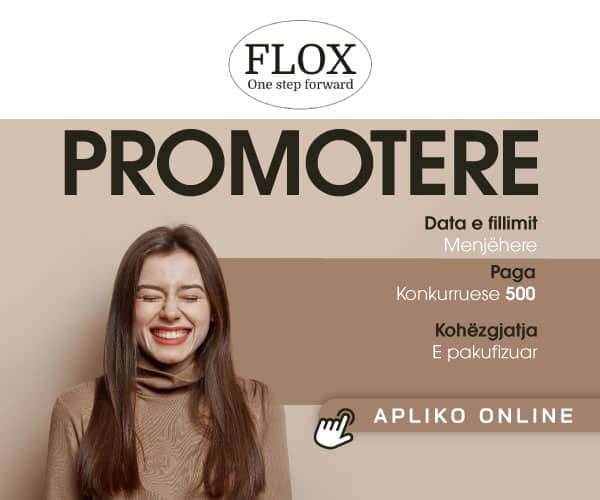 FLOX
One step forward
PROMOTERE
Data e fillimit
Menjëhere
Paga
Konkurruese 500
Kohëzgjatja
E pakufizuar
APLIKO ONLINE